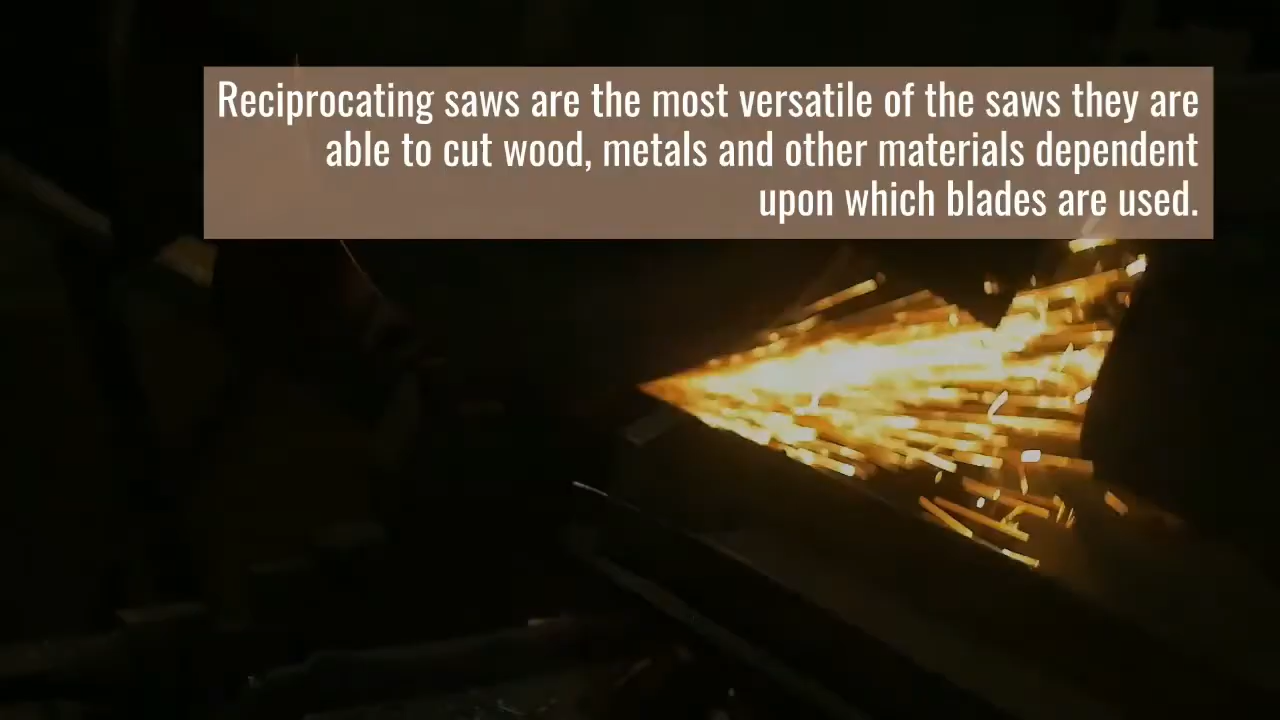 Reciprocating saws are the most versatile of the saws they are
able to cut wood, metals and other materials dependent
upon which blades are used.